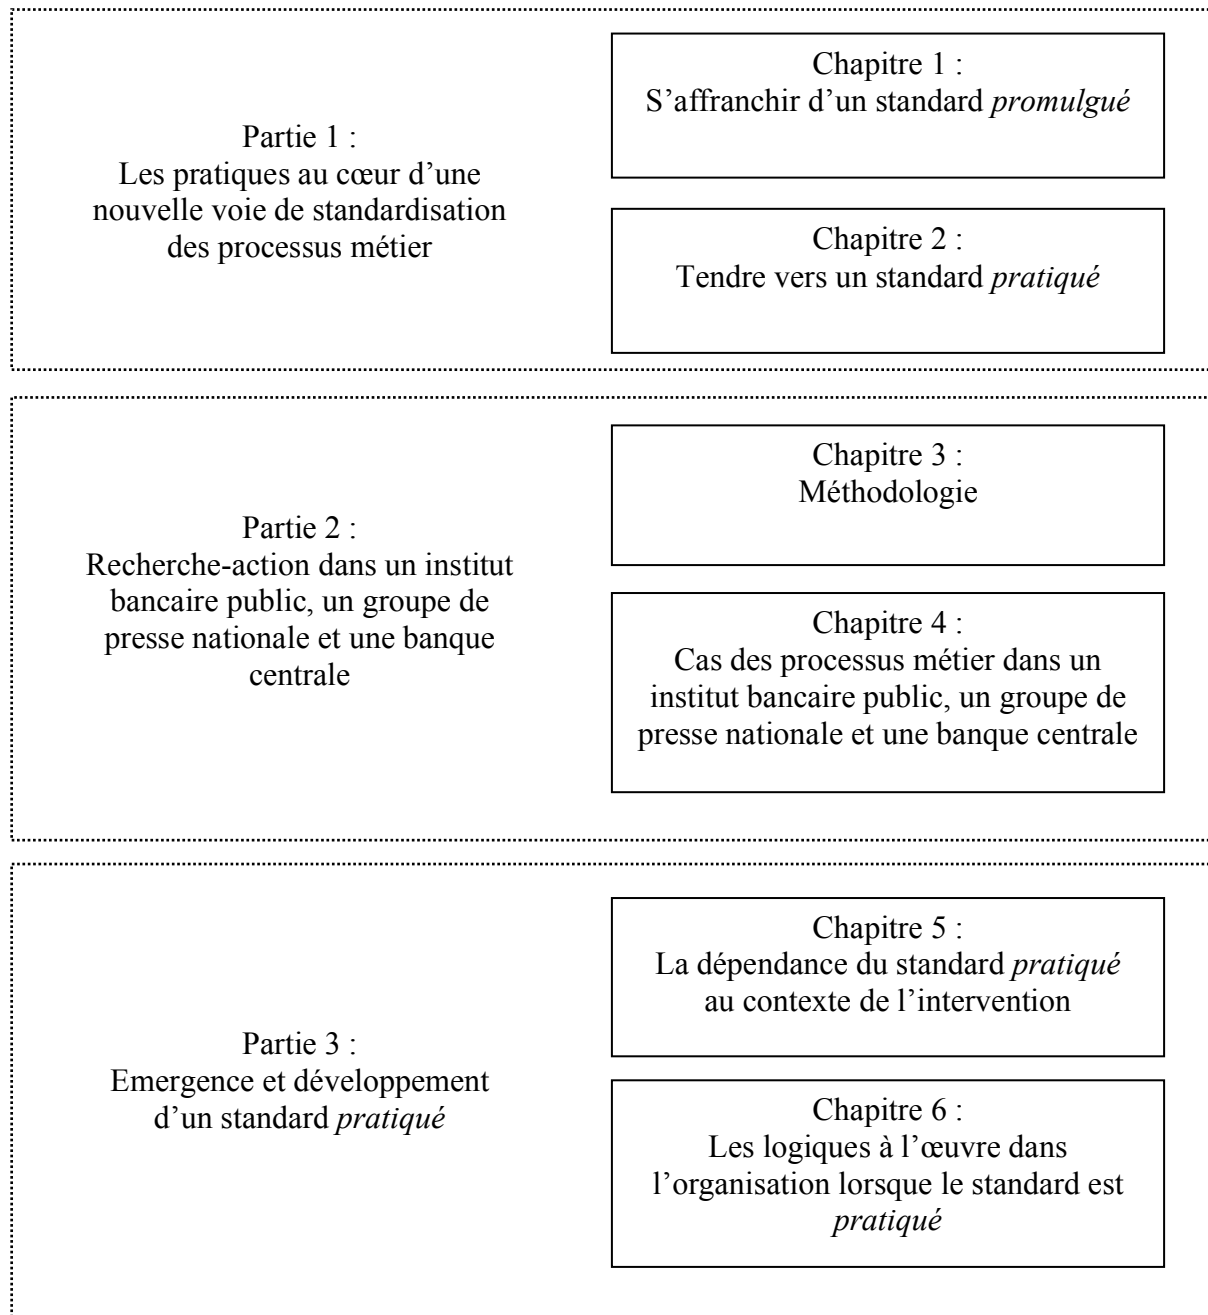 Partie 1 :
Les pratiques au cœur d’une
nouvelle voie de standardisation
des processus métier
Chapitre 1 :
S’affranchir d’un standard promulgué
Chapitre 2 :
Tendre vers un standard pratiqué
Partie 2 :
Recherche-action dans un institut
bancaire public, un groupe de
presse nationale et une banque
centrale
Chapitre 3 :
Méthodologie
Chapitre 4 :
Cas des processus métier dans un
institut bancaire public, un groupe de
presse nationale et une banque centrale
Partie 3 :
Emergence et développement
d’un standard pratiqué
Chapitre 5 :
La dépendance du standard pratiqué
au contexte de l’intervention
Chapitre 6 :
Les logiques à l’œuvre dans
l’organisation lorsque le standard est
pratiqué